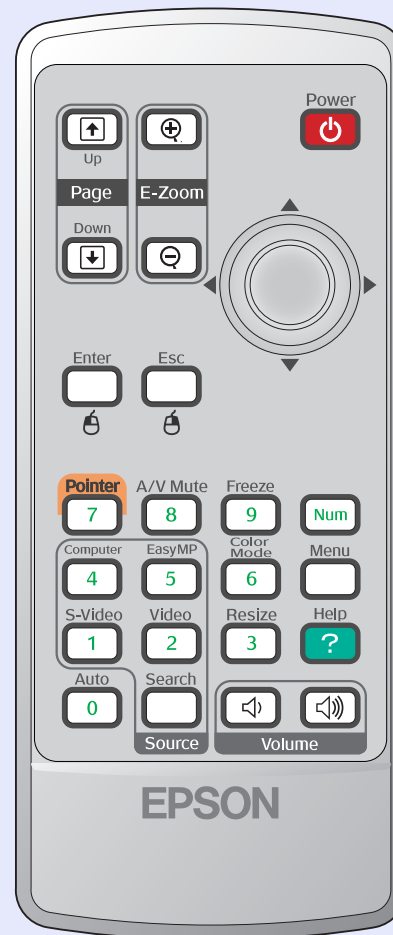 Power
Up
Page E-Zoom
Down
Enter Esc
Pointer A/V Mute Freeze
7 8 9 Num
Computer EasyMP Color Mode Menu
4 5 6
S-Video Video Resize Help
1 2 3 ?
Auto Search
0
Source Volume
EPSON